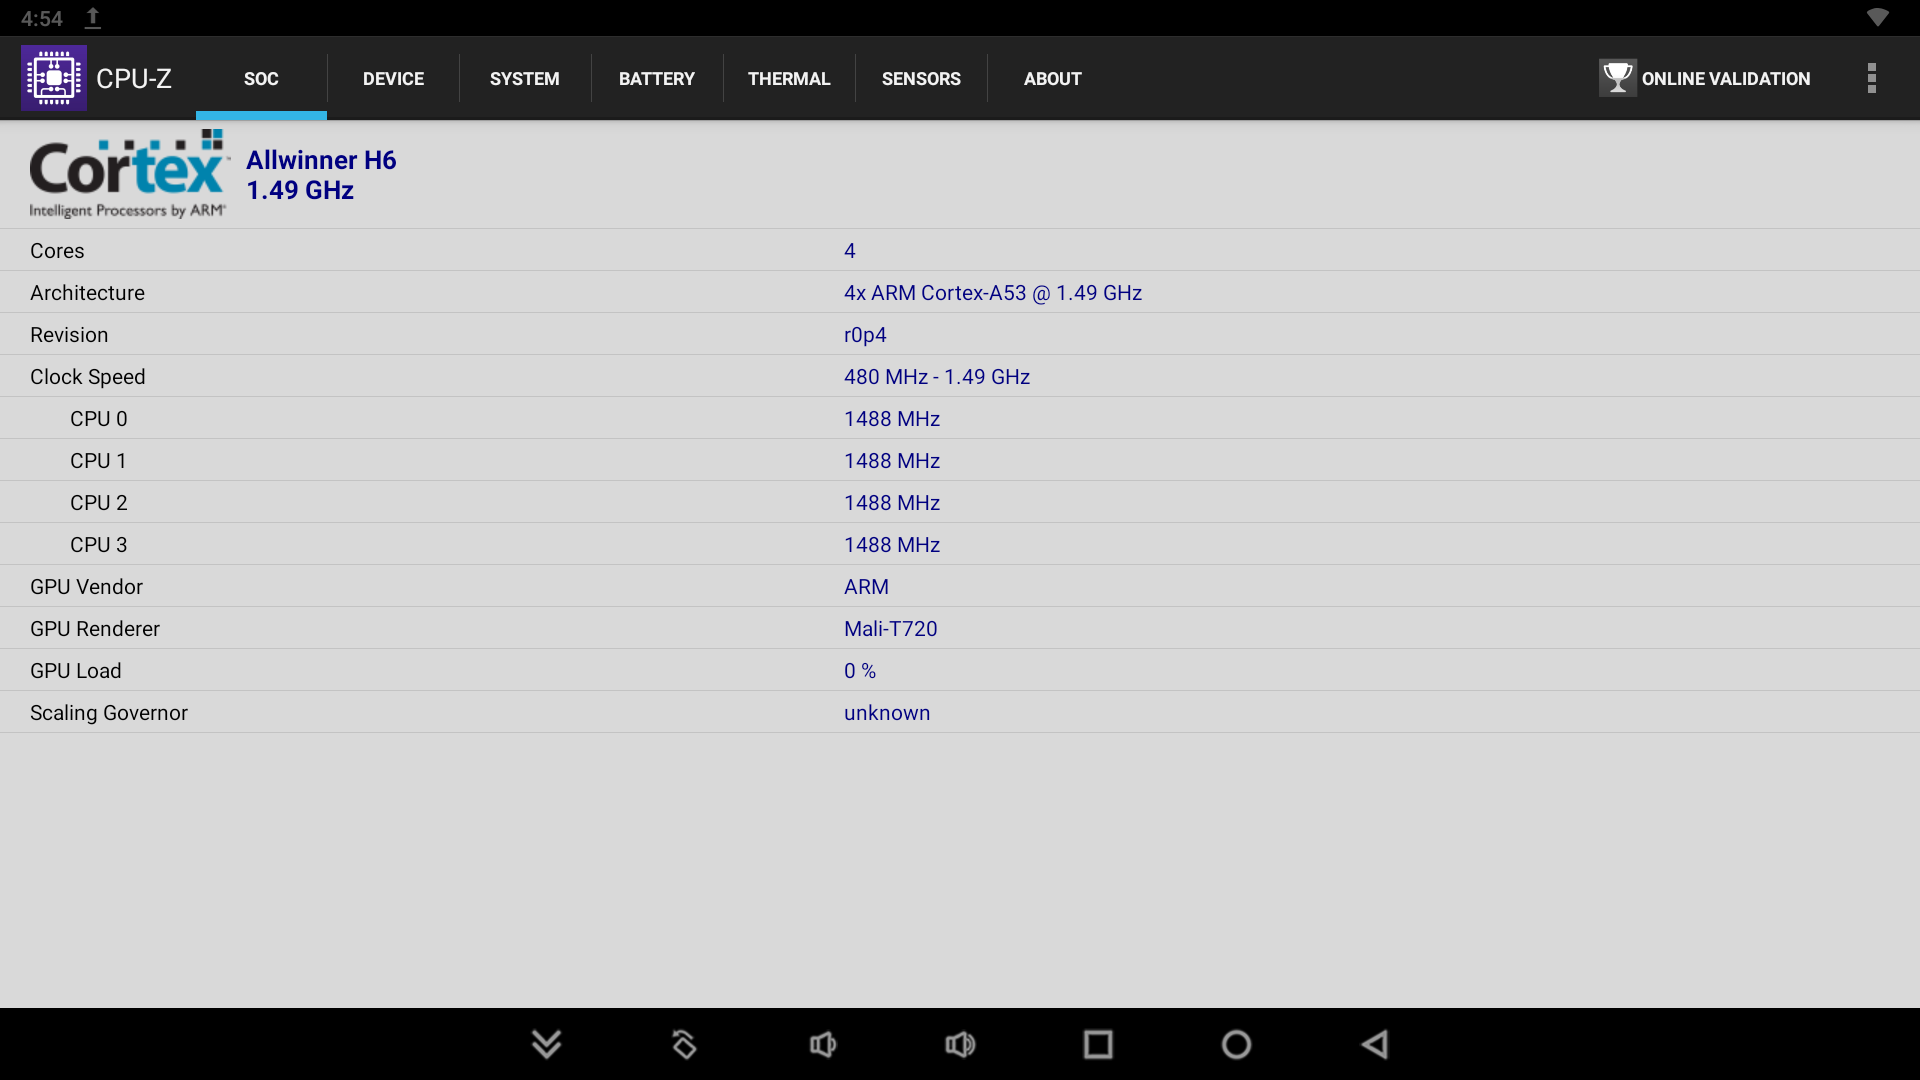 4:54
CPU-Z SOC DEVICE SYSTEM BATTERY THERMAL SENSORS ABOUT ONLINE VALIDATION
Cortex™
Intelligent Processors by ARM®
Allwinner H6
1.49 GHz
Cores 4
Architecture 4x ARM Cortex-A53 @ 1.49 GHz
Revision r0p4
Clock Speed 480 MHz - 1.49 GHz
CPU 0 1488 MHz
CPU 1 1488 MHz
CPU 2 1488 MHz
CPU 3 1488 MHz
GPU Vendor ARM
GPU Renderer Mali-T720
GPU Load 0 %
Scaling Governor unknown